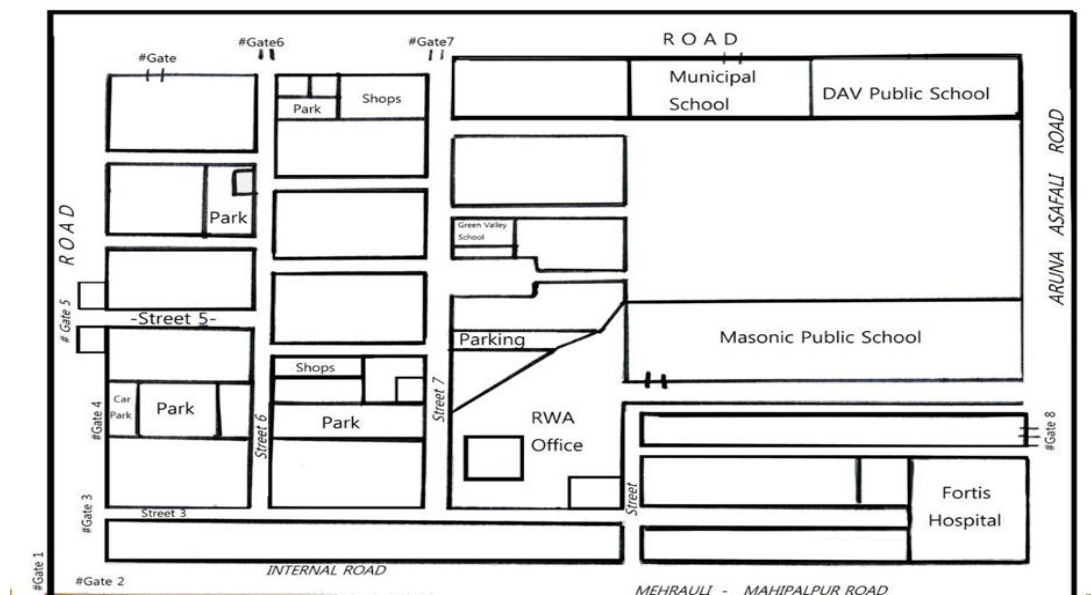 ROAD
#Gate
#Gate6
#Gate7
Park
Shops
Municipal
School
DAV Public School
ROAD
Park
Green Valley
School
ARUNA ASAFALI ROAD
# Gate 5
-Street 5-
Parking
Masonic Public School
Shops
Car
Park
Park
#Gate 4
Street 6
Park
Street 7
RWA
Office
#Gate 8
Street
Fortis
Hospital
#Gate 3
Street 3
INTERNAL ROAD
#Gate 1
#Gate 2
MEHRAULI - MAHIPALPUR ROAD